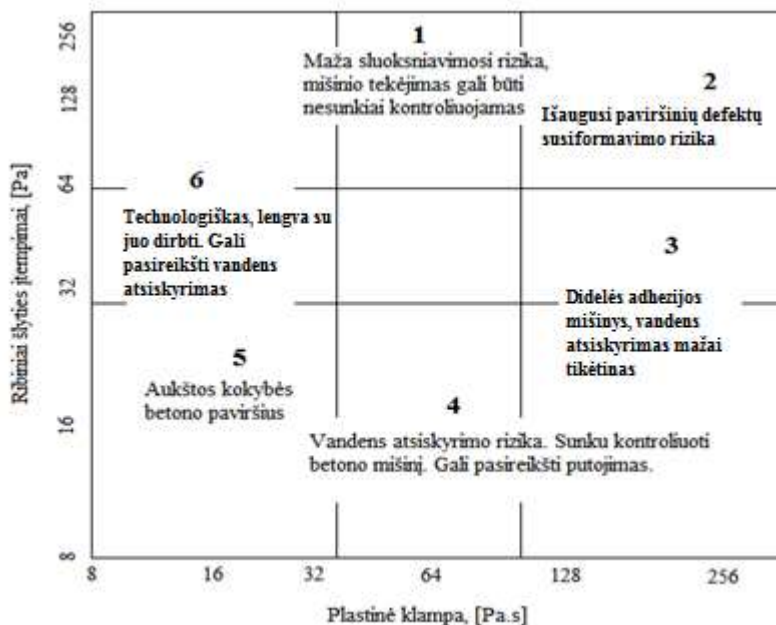 256
128
64
32
16
8
Ribiniai šlyties įtempimai, [Pa]
1
Maža sluoksniavimosi rizika,
mišinio tekėjimas gali būti
nesunkiai kontroliuojamas
2
Išaugusi paviršinių defektų
susiformavimo rizika
6
Technologiškas, lengva su
juo dirbti. Gali
pasireikšti vandens
atsiskyrimas
3
Didelės adhezijos
mišinys, vandens
atsiskyrimas mažai
tikėtinas
5
Aukštos kokybės
betono paviršius
4
Vandens atsiskyrimo rizika. Sunku kontroliuoti
betono mišinį. Gali pasireikšti putojimas.
8 16 32 64 128 256
Plastinė klampa, [Pa.s]